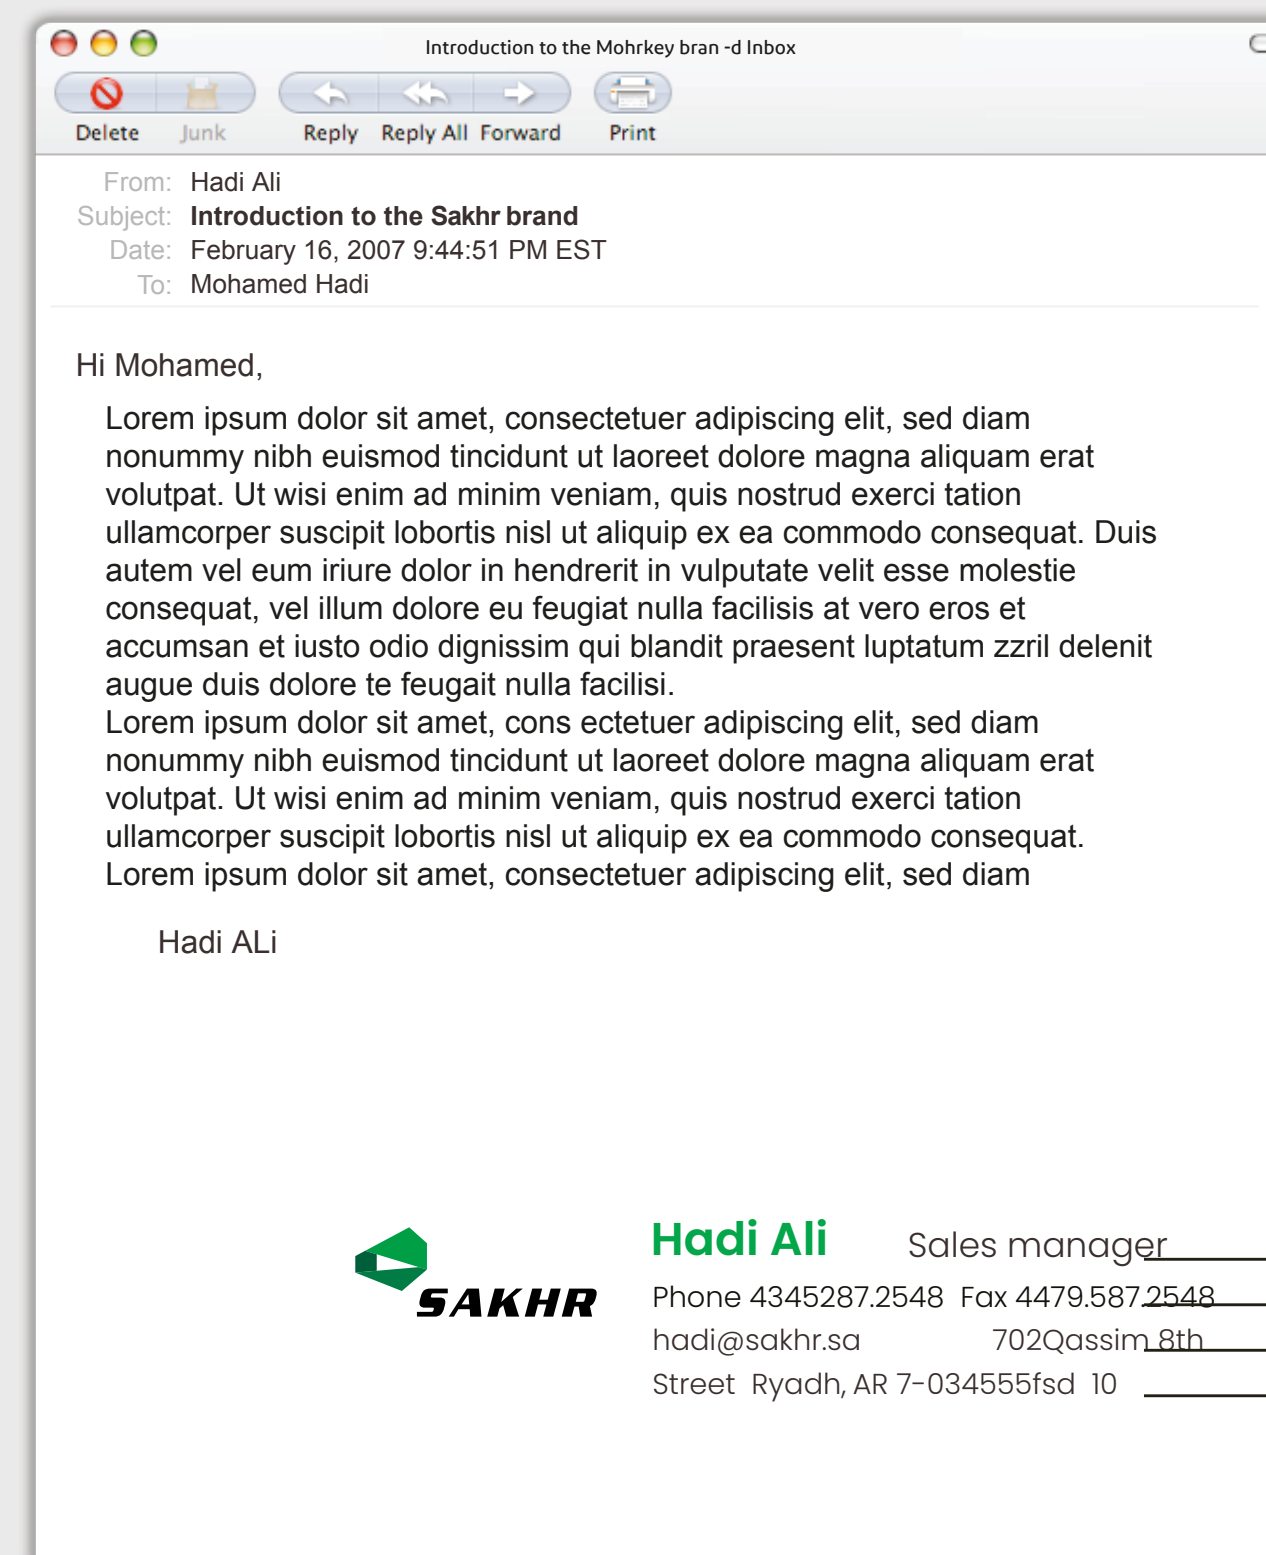 Introduction to the Mohrkey bran -d Inbox
Delete Junk Reply Reply All Forward Print
From: Hadi Ali
Subject: Introduction to the Sakhr brand
Date: February 16, 2007 9:44:51 PM EST
To: Mohamed Hadi
Hi Mohamed,
Lorem ipsum dolor sit amet, consectetuer adipiscing elit, sed diam
nonummy nibh euismod tincidunt ut laoreet dolore magna aliquam erat
volutpat. Ut wisi enim ad minim veniam, quis nostrud exerci tation
ullamcorper suscipit lobortis nisl ut aliquip ex ea commodo consequat. Duis
autem vel eum iriure dolor in hendrerit in vulputate velit esse molestie
consequat, vel illum dolore eu feugiat nulla facilisis at vero eros et
accumsan et iusto odio dignissim qui blandit praesent luptatum zzril delenit
augue duis dolore te feugait nulla facilisi.
Lorem ipsum dolor sit amet, cons ectetuer adipiscing elit, sed diam
nonummy nibh euismod tincidunt ut laoreet dolore magna aliquam erat
volutpat. Ut wisi enim ad minim veniam, quis nostrud exerci tation
ullamcorper suscipit lobortis nisl ut aliquip ex ea commodo consequat.
Lorem ipsum dolor sit amet, consectetuer adipiscing elit, sed diam
Hadi ALi
SAKHR
Hadi Ali Sales manager
Phone 4345287.2548 Fax 4479.587.2548
hadi@sakhr.sa 702Qassim 8th
Street Ryadh, AR 7-034555fsd 10